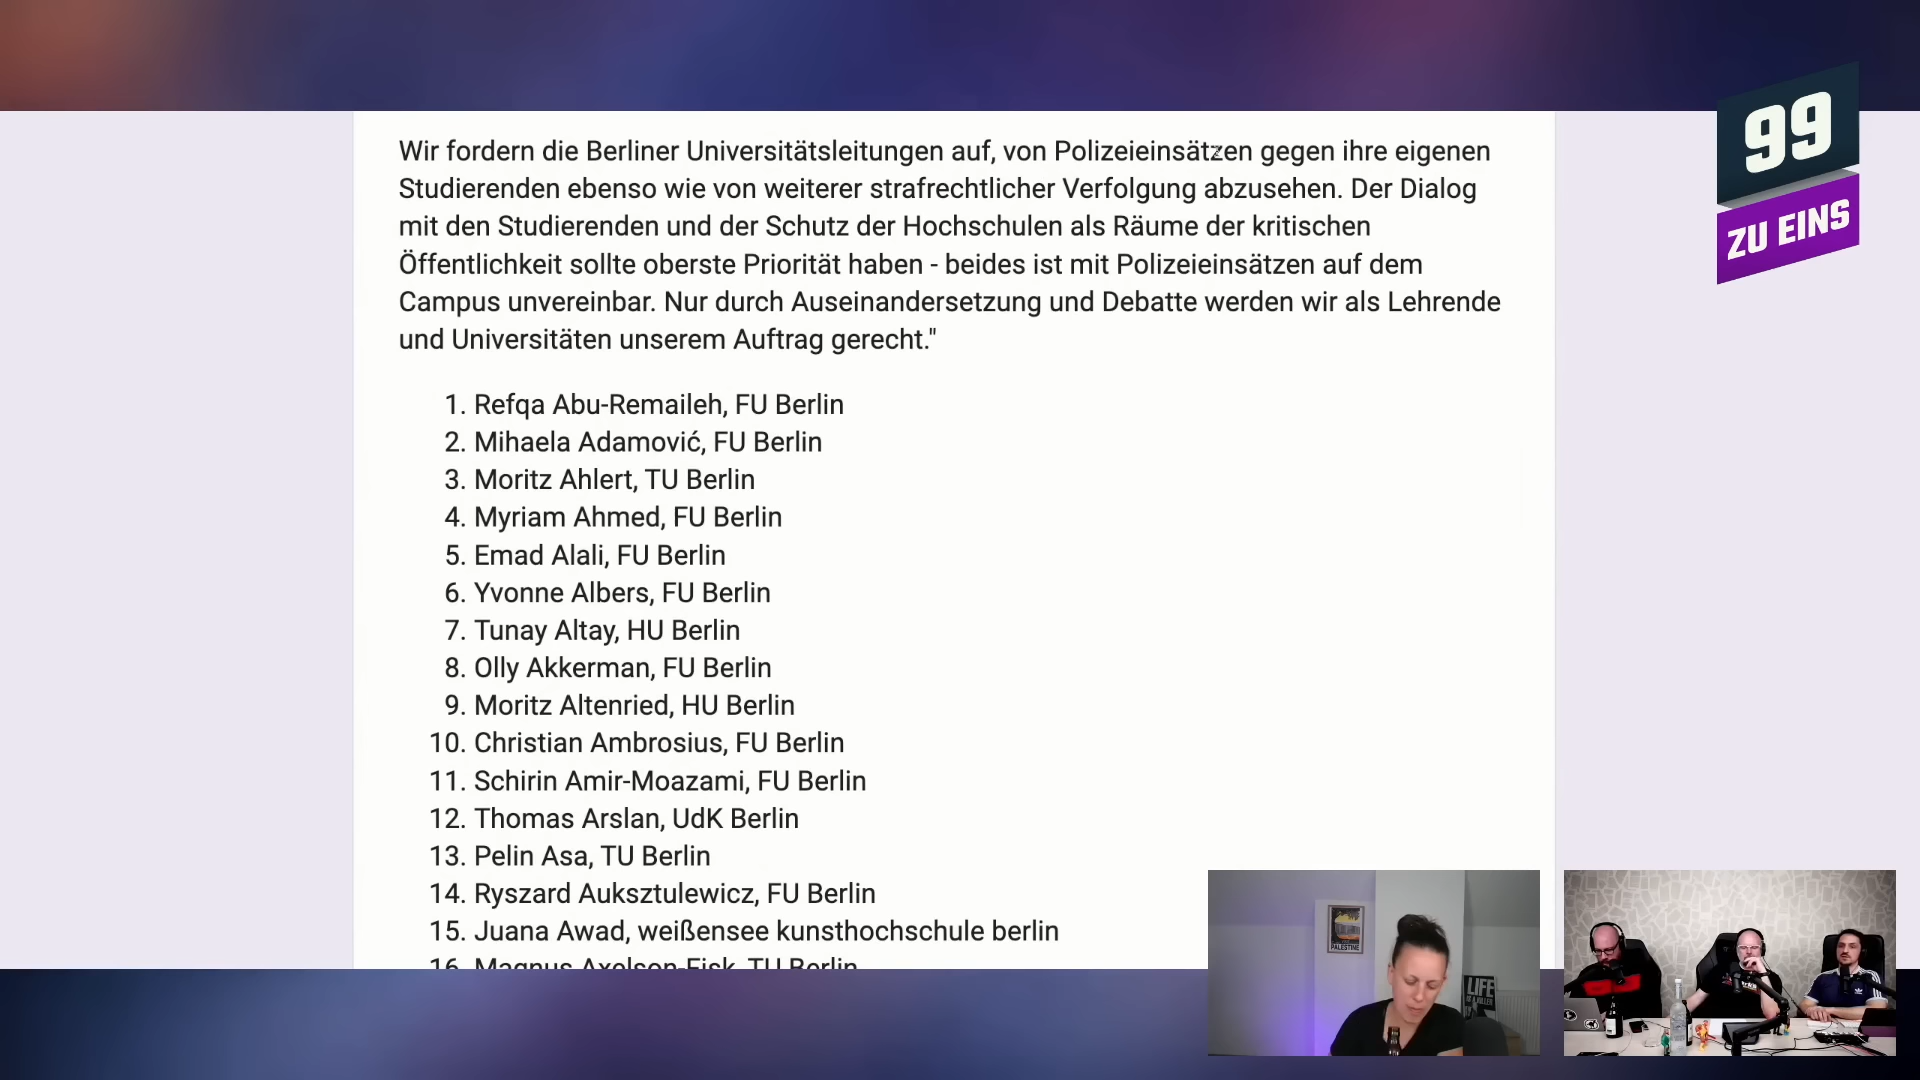 Wir fordern die Berliner Universitätsleitungen auf, von Polizeieinsätzen gegen ihre eigenen
Studierenden ebenso wie von weiterer strafrechtlicher Verfolgung abzusehen. Der Dialog
mit den Studierenden und der Schutz der Hochschulen als Räume der kritischen
Öffentlichkeit sollte oberste Priorität haben - beides ist mit Polizeieinsätzen auf dem
Campus unvereinbar. Nur durch Auseinandersetzung und Debatte werden wir als Lehrende
und Universitäten unserem Auftrag gerecht."
1. Refqa Abu-Remaileh, FU Berlin
2. Mihaela Adamović, FU Berlin
3. Moritz Ahlert, TU Berlin
4. Myriam Ahmed, FU Berlin
5. Emad Alali, FU Berlin
6. Yvonne Albers, FU Berlin
7. Tunay Altay, HU Berlin
8. Olly Akkerman, FU Berlin
9. Moritz Altenried, HU Berlin
10. Christian Ambrosius, FU Berlin
11. Schirin Amir-Moazami, FU Berlin
12. Thomas Arslan, UdK Berlin
13. Pelin Asa, TU Berlin
14. Ryszard Auksztulewicz, FU Berlin
15. Juana Awad, weißensee kunsthochschule berlin
16. Magnus Axelson-Fisk, TU Berlin
99
ZU EINS
PALESTINE
LIFE